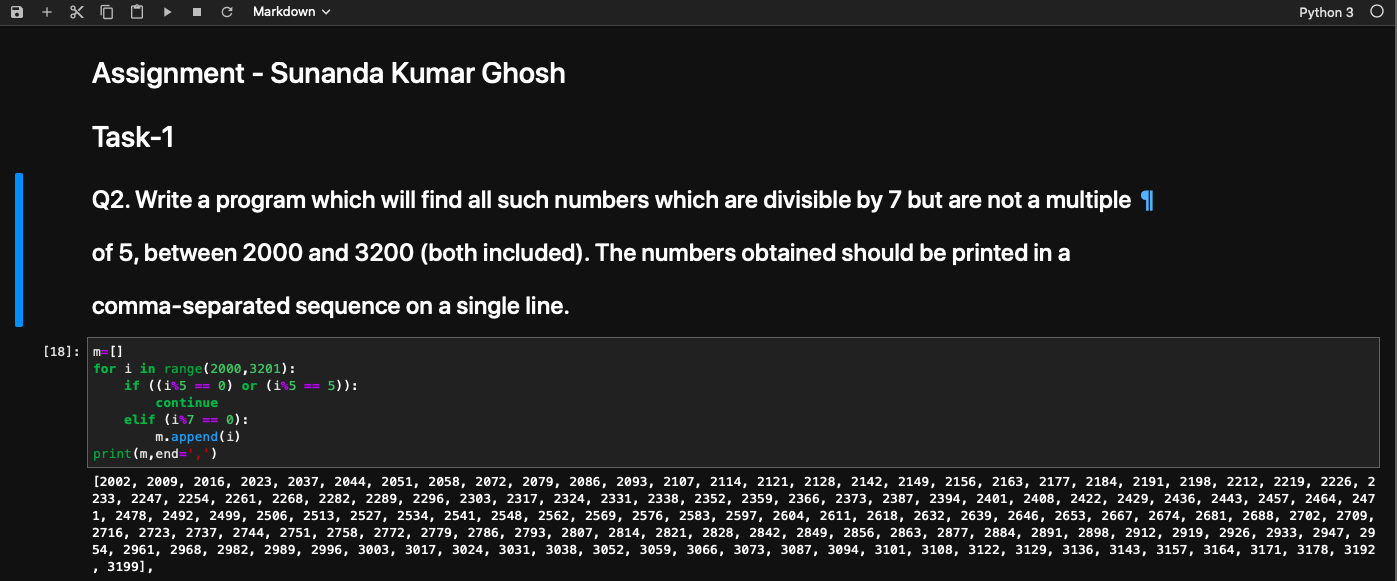 Markdown
Python 3
Assignment - Sunanda Kumar Ghosh
Task-1
Q2. Write a program which will find all such numbers which are divisible by 7 but are not a multiple ¶
of 5, between 2000 and 3200 (both included). The numbers obtained should be printed in a
comma-separated sequence on a single line.
[18]:
m=[]
for i in range(2000,3201):
    if ((i%5 == 0) or (i%5 == 5)):
        continue
    elif (i%7 == 0):
        m.append(i)
print(m,end=',')
[2002, 2009, 2016, 2023, 2037, 2044, 2051, 2058, 2072, 2079, 2086, 2093, 2107, 2114, 2121, 2128, 2142, 2149, 2156, 2163, 2177, 2184, 2191, 2198, 2212, 2219, 2226, 2
233, 2247, 2254, 2261, 2268, 2282, 2289, 2296, 2303, 2317, 2324, 2331, 2338, 2352, 2359, 2366, 2373, 2387, 2394, 2401, 2408, 2422, 2429, 2436, 2443, 2457, 2464, 247
1, 2478, 2492, 2499, 2506, 2513, 2527, 2534, 2541, 2548, 2562, 2569, 2576, 2583, 2597, 2604, 2611, 2618, 2632, 2639, 2646, 2653, 2667, 2674, 2681, 2688, 2702, 2709,
2716, 2723, 2737, 2744, 2751, 2758, 2772, 2779, 2786, 2793, 2807, 2814, 2821, 2828, 2842, 2849, 2856, 2863, 2877, 2884, 2891, 2898, 2912, 2919, 2926, 2933, 2947, 29
54, 2961, 2968, 2982, 2989, 2996, 3003, 3017, 3024, 3031, 3038, 3052, 3059, 3066, 3073, 3087, 3094, 3101, 3108, 3122, 3129, 3136, 3143, 3157, 3164, 3171, 3178, 3192
, 3199],